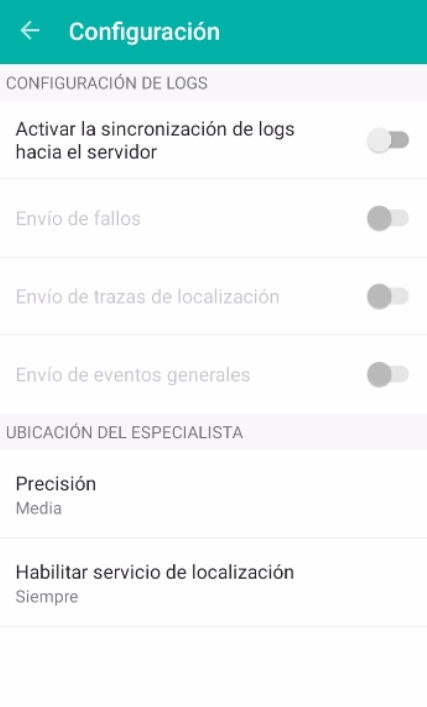 Configuración
CONFIGURACIÓN DE LOGS
Activar la sincronización de logs
hacia el servidor
Envío de fallos
Envío de trazas de localización
Envío de eventos generales
UBICACIÓN DEL ESPECIALISTA
Precisión
Media
Habilitar servicio de localización
Siempre